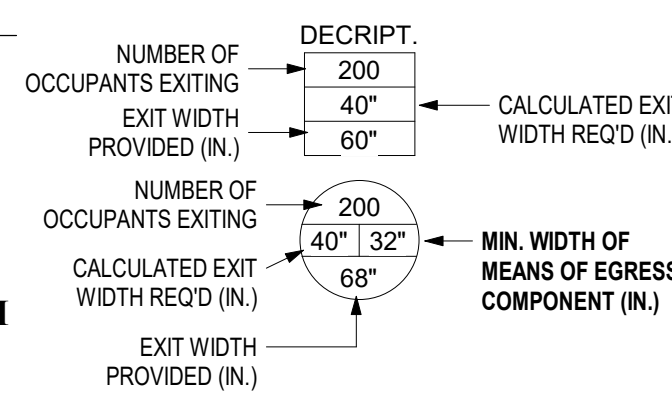 DECRIPT.
NUMBER OF
OCCUPANTS EXITING
200
EXIT WIDTH
PROVIDED (IN.)
40"
60"
CALCULATED EXI
WIDTH REQ'D (IN.
NUMBER OF
OCCUPANTS EXITING
200
40" 32"
68"
CALCULATED EXIT
WIDTH REQ'D (IN.)
MIN. WIDTH OF
MEANS OF EGRESS
COMPONENT (IN.)
EXIT WIDTH
PROVIDED (IN.)